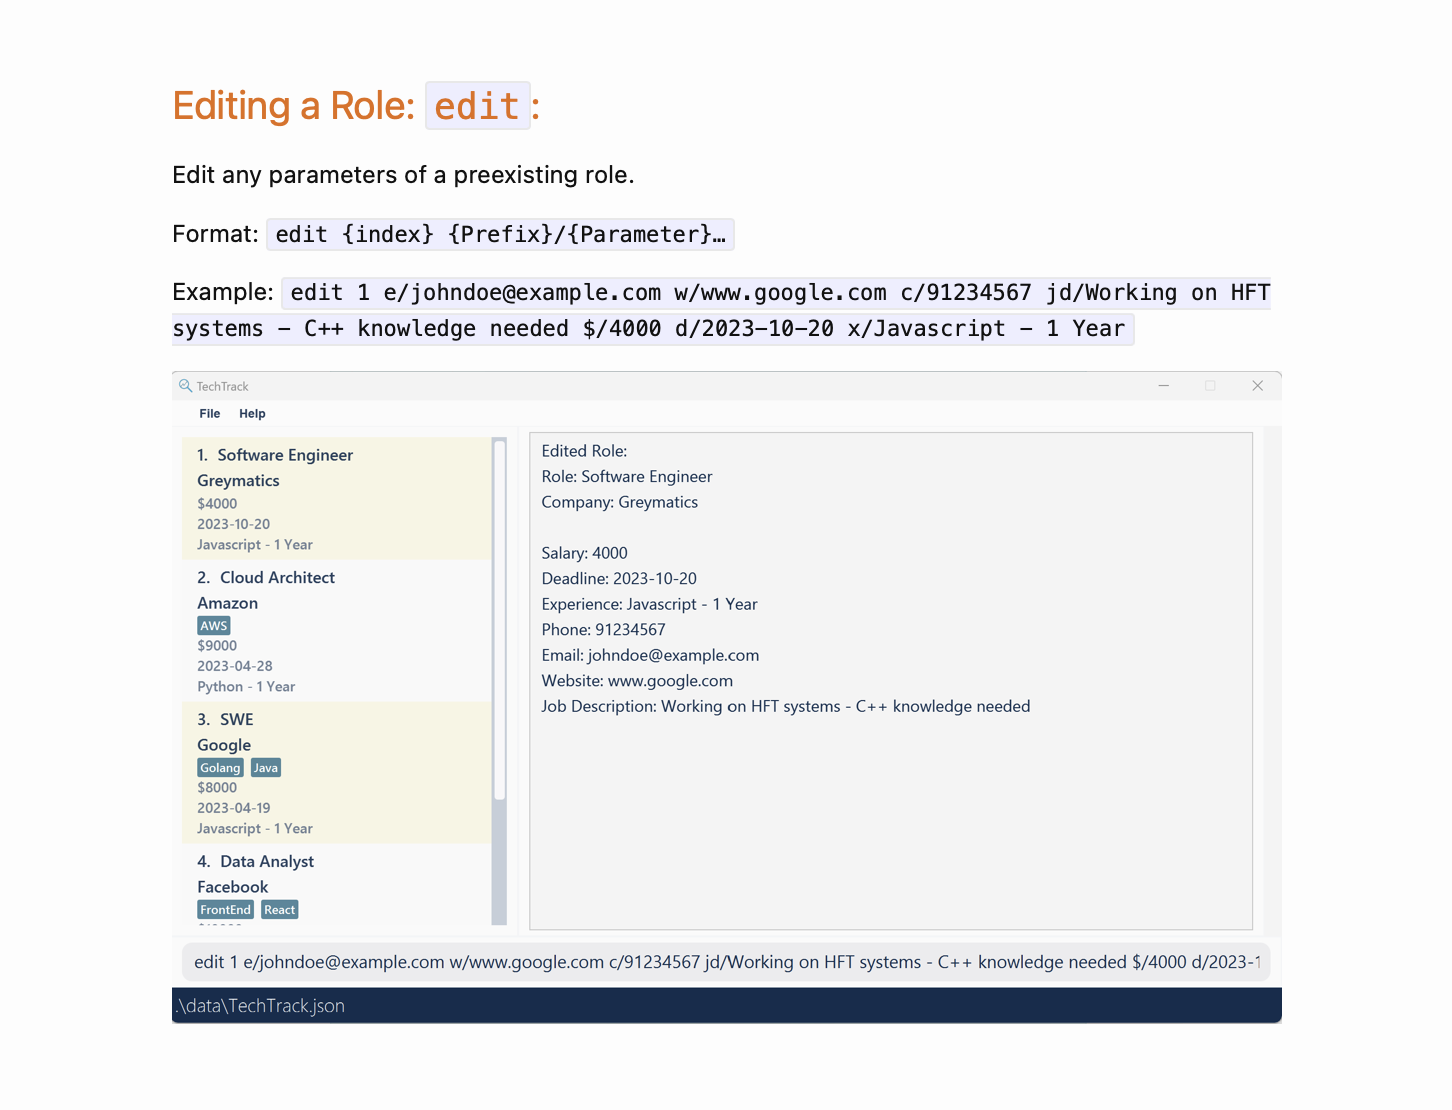 Editing a Role: edit:
Edit any parameters of a preexisting role.
Format: edit {index} {Prefix}/{Parameter}…
Example: edit 1 e/johndoe@example.com w/www.google.com c/91234567 jd/Working on HFT
systems - C++ knowledge needed $/4000 d/2023-10-20 x/Javascript - 1 Year
TechTrack
File Help
1. Software Engineer
Greymatics
$4000
2023-10-20
Javascript - 1 Year
2. Cloud Architect
Amazon
AWS
$9000
2023-04-28
Python - 1 Year
3. SWE
Google
Golang Java
$8000
2023-04-19
Javascript - 1 Year
4. Data Analyst
Facebook
FrontEnd React
Edited Role:
Role: Software Engineer
Company: Greymatics
Salary: 4000
Deadline: 2023-10-20
Experience: Javascript - 1 Year
Phone: 91234567
Email: johndoe@example.com
Website: www.google.com
Job Description: Working on HFT systems - C++ knowledge needed
edit 1 e/johndoe@example.com w/www.google.com c/91234567 jd/Working on HFT systems - C++ knowledge needed $/4000 d/2023-1
.\data\TechTrack.json